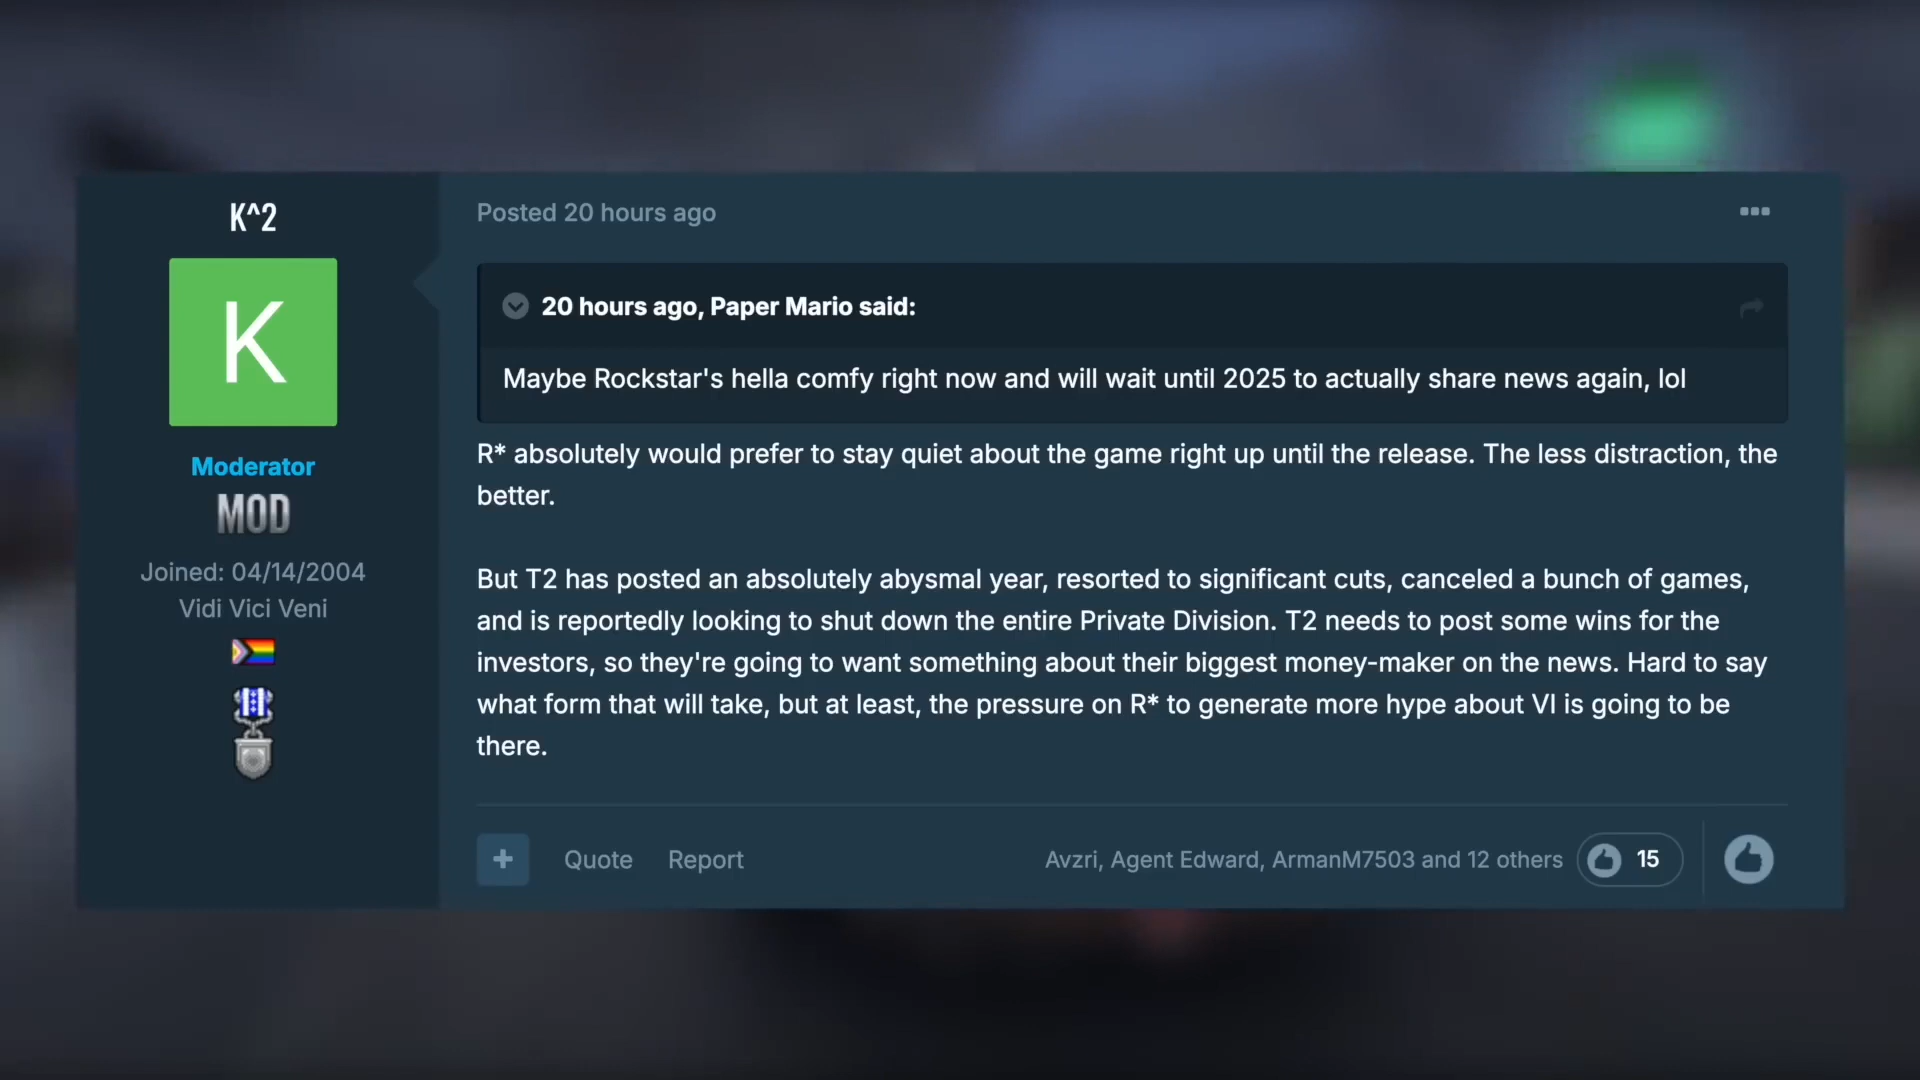 K^2
K
Moderator
MOD
Joined: 04/14/2004
Vidi Vici Veni
Posted 20 hours ago
20 hours ago, Paper Mario said:
Maybe Rockstar's hella comfy right now and will wait until 2025 to actually share news again, lol
R* absolutely would prefer to stay quiet about the game right up until the release. The less distraction, the
better.
But T2 has posted an absolutely abysmal year, resorted to significant cuts, canceled a bunch of games,
and is reportedly looking to shut down the entire Private Division. T2 needs to post some wins for the
investors, so they're going to want something about their biggest money-maker on the news. Hard to say
what form that will take, but at least, the pressure on R* to generate more hype about VI is going to be
there.
+ Quote Report Avzri, Agent Edward, ArmanM7503 and 12 others 15